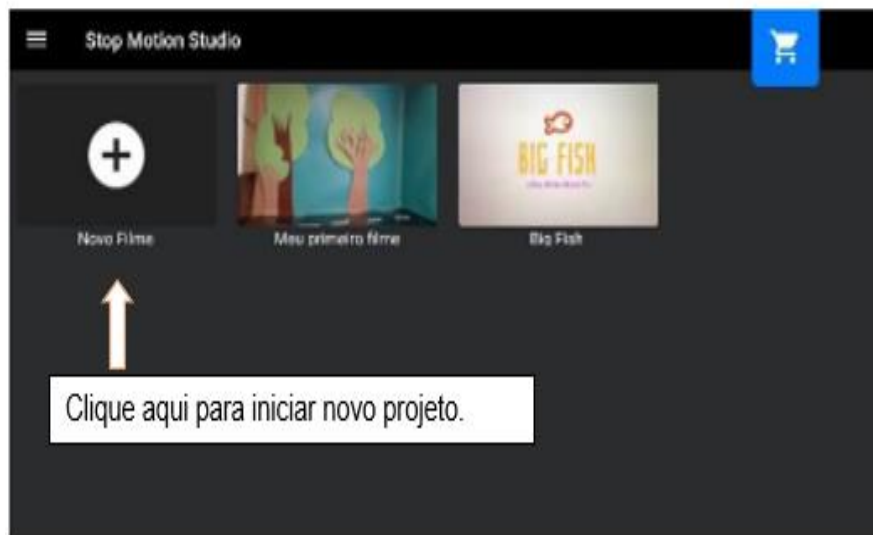 Stop Motion Studio
BIG FISH
Novo Filme
Meu primeiro filme
Big Fish
Clique aqui para iniciar novo projeto.